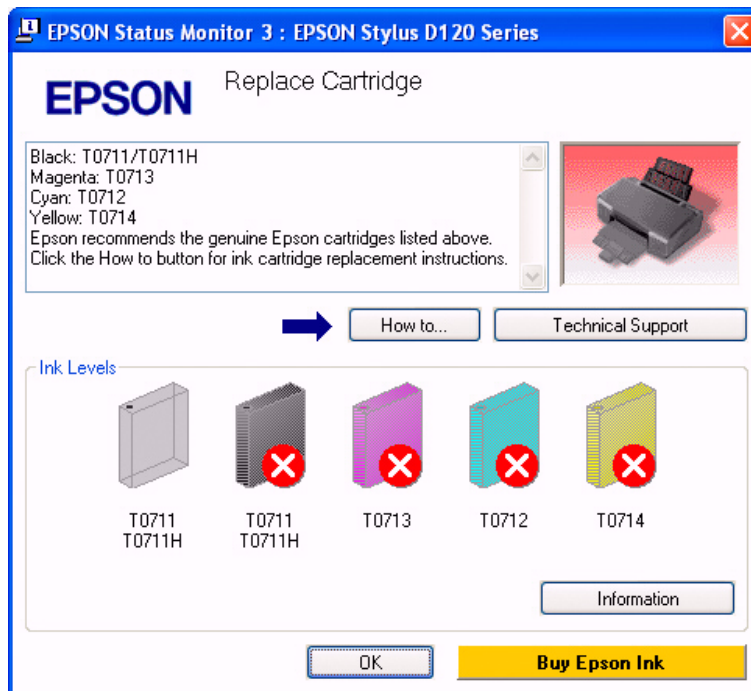 EPSON Status Monitor 3 : EPSON Stylus D120 Series
EPSON
Replace Cartridge
Black: T0711/T0711H
Magenta: T0713
Cyan: T0712
Yellow: T0714
Epson recommends the genuine Epson cartridges listed above.
Click the How to button for ink cartridge replacement instructions.
How to...
Technical Support
Ink Levels
T0711
T0711H
T0711
T0711H
T0713
T0712
T0714
Information
OK
Buy Epson Ink